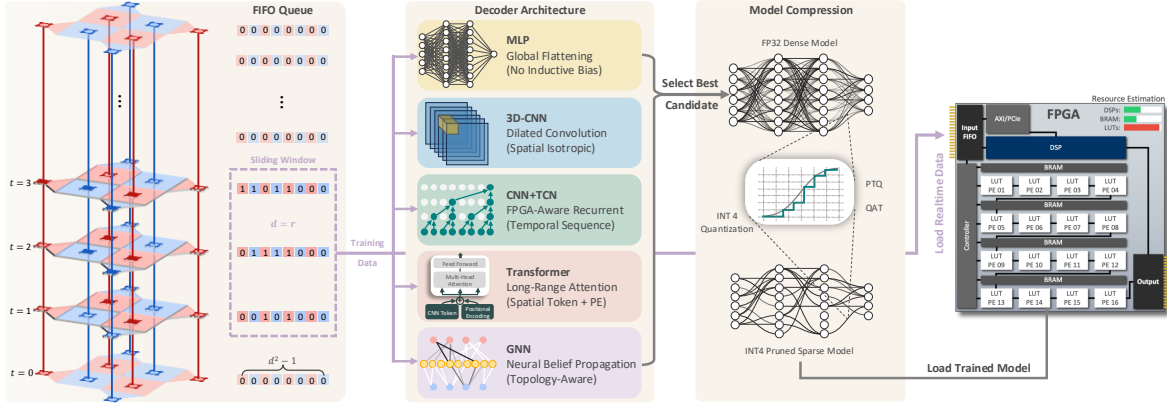 FIFO Queue
0 0 0 0 0 0 0 0
0 0 0 0 0 0 0 0
⋮
⋮
0 0 0 0 0 0 0 0
Sliding Window
t = 3
1 1 0 1 1 0 0 0
d = r
t = 2
0 1 1 1 1 0 0 0
t = 1
0 0 1 0 1 0 0 0
d² − 1
t = 0
0 0 0 0 0 0 0 0
Training
Data
Decoder Architecture
MLP
Global Flattening
(No Inductive Bias)
3D-CNN
Dilated Convolution
(Spatial Isotropic)
CNN+TCN
FPGA-Aware Recurrent
(Temporal Sequence)
Feed Forward
Multi-Head
Attention
CNN Token
Positional
Encoding
Transformer
Long-Range Attention
(Spatial Token + PE)
GNN
Neural Belief Propagation
(Topology-Aware)
Select Best
Candidate
Model Compression
FP32 Dense Model
INT 4
Quantization
PTQ
QAT
INT4 Pruned Sparse Model
Load Trained Model
Load Realtime Data
Resource Estimation
FPGA
DSPs:
BRAM:
LUTs:
Input
FIFO
AXI/PCIe
DSP
Controller
BRAM
LUT PE 01
LUT PE 02
LUT PE 03
LUT PE 04
BRAM
LUT PE 05
LUT PE 06
LUT PE 07
LUT PE 08
BRAM
LUT PE 09
LUT PE 10
LUT PE 11
LUT PE 12
BRAM
LUT PE 13
LUT PE 14
LUT PE 15
LUT PE 16
Output